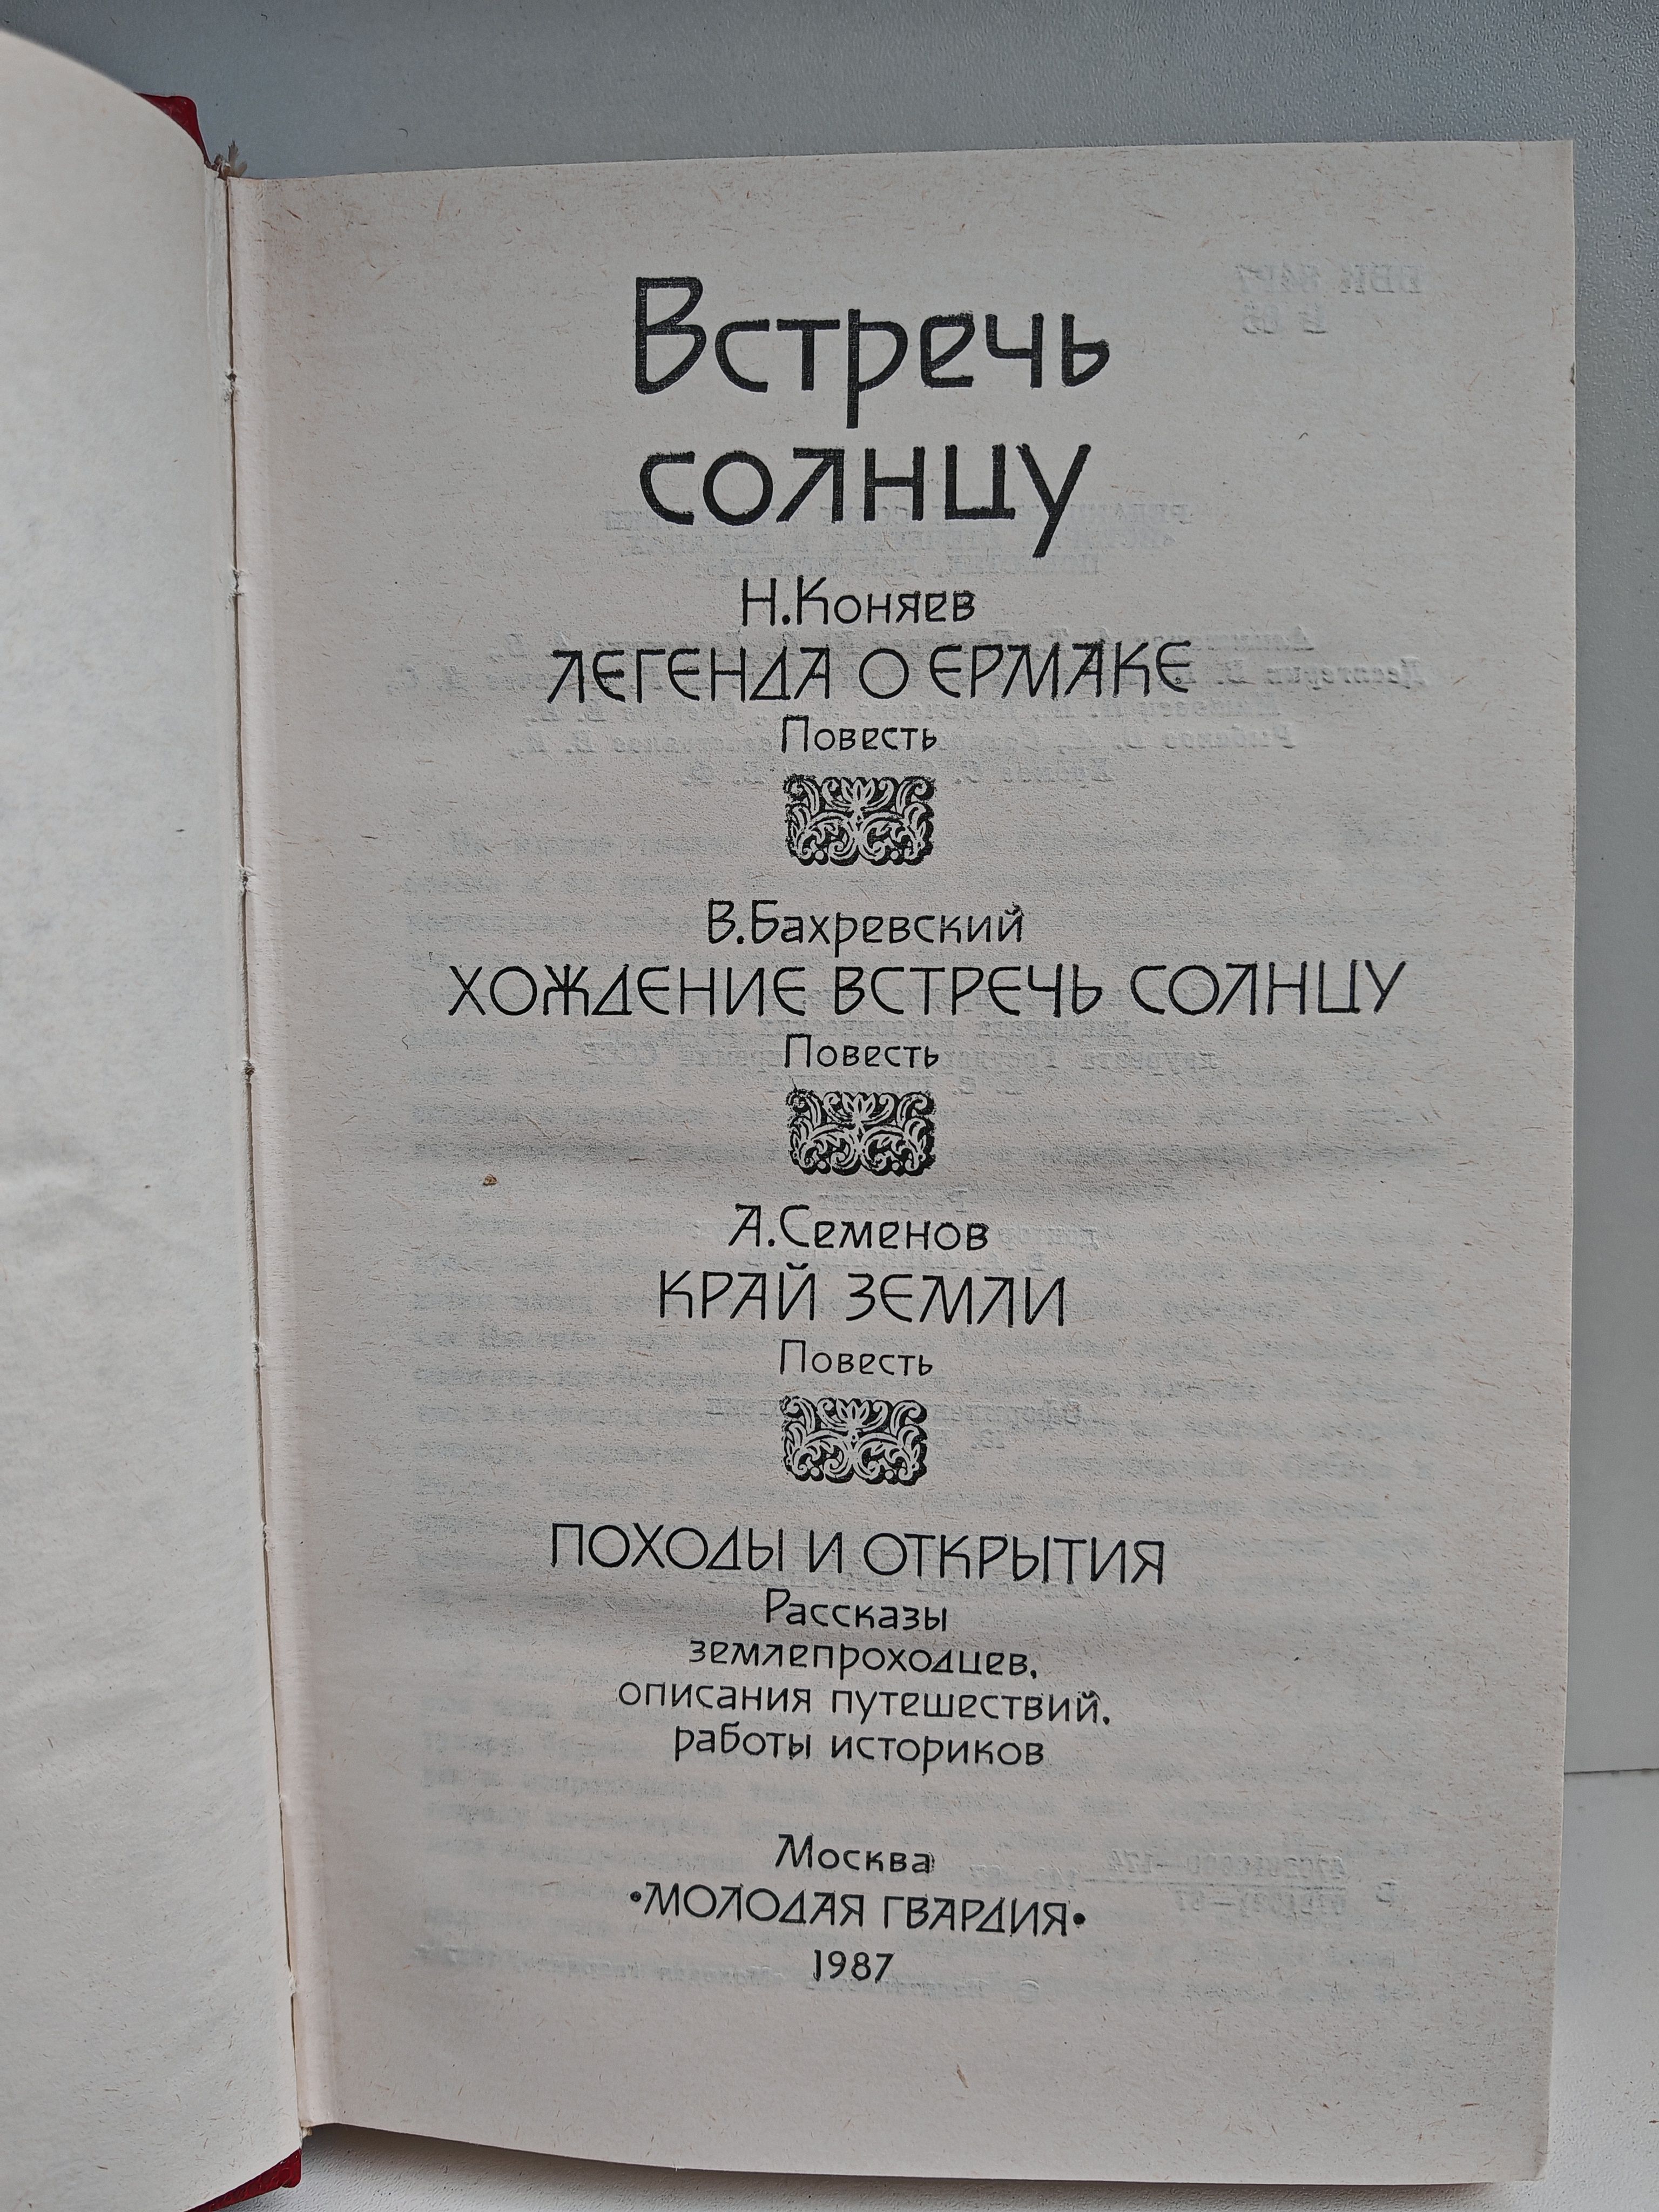 Встречь
солнцу
Н.Коняев
ЛЕГЕНДА О ЕРМАКЕ
Повесть
В.Бахревский
ХОЖДЕНИЕ ВСТРЕЧЬ СОЛНЦУ
Повесть
А.Семенов
КРАЙ ЗЕМЛИ
Повесть
ПОХОДЫ И ОТКРЫТИЯ
Рассказы
землепроходцев,
описания путешествий,
работы историков
Москва
•МОЛОДАЯ ГВАРДИЯ•
1987